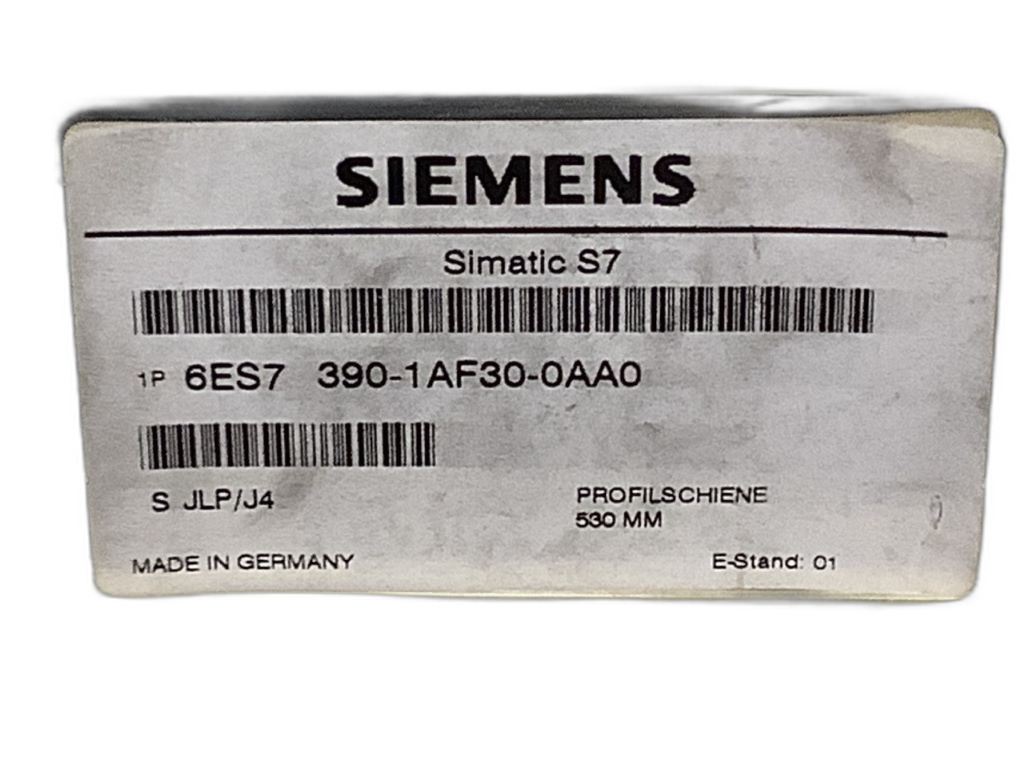 SIEMENS
Simatic S7
1P 6ES7 390-1AF30-0AA0
S JLP/J4
PROFILSCHIENE
530 MM
MADE IN GERMANY
E-Stand: 01